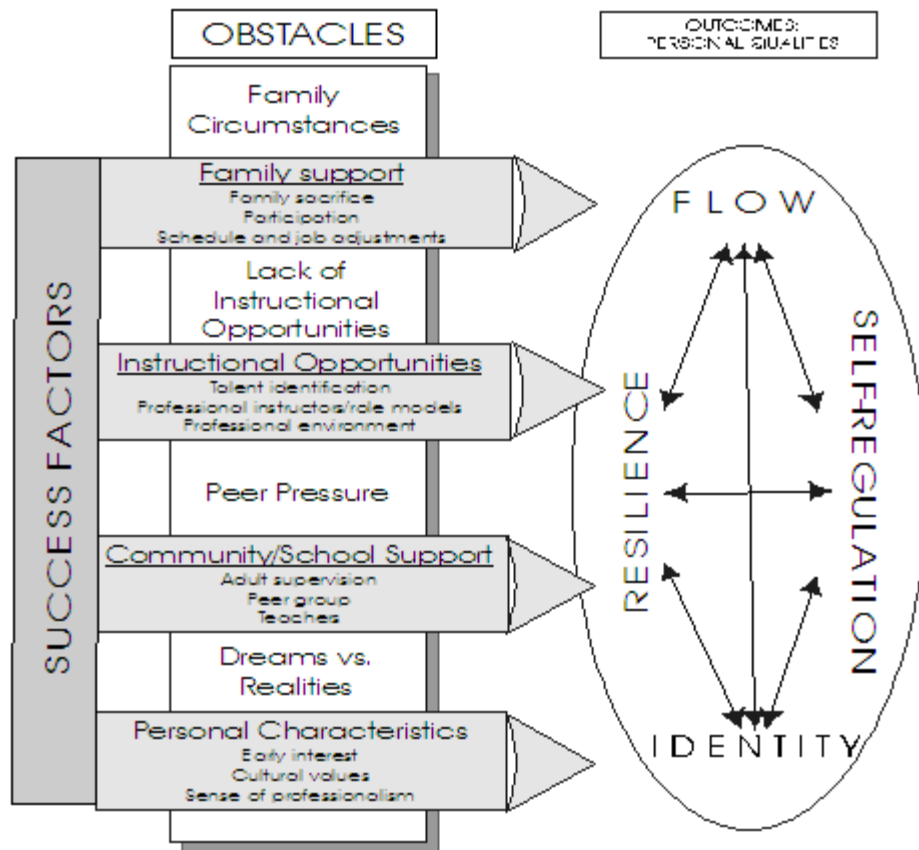 OBSTACLES
OUTCOMES:
PERSONAL QUALITIES
Family
Circumstances
SUCCESS FACTORS
Family support
Family sacrifice
Participation
Schedule and job adjustments
Lack of
Instructional
Opportunities
Instructional Opportunities
Talent identification
Professional instructors/role models
Professional environment
Peer Pressure
Community/School Support
Adult supervision
Peer group
Teachers
Dreams vs.
Realities
Personal Characteristics
Early interest
Cultural values
Sense of professionalism
FLOW
RESILIENCE
SELF-REGULATION
IDENTITY